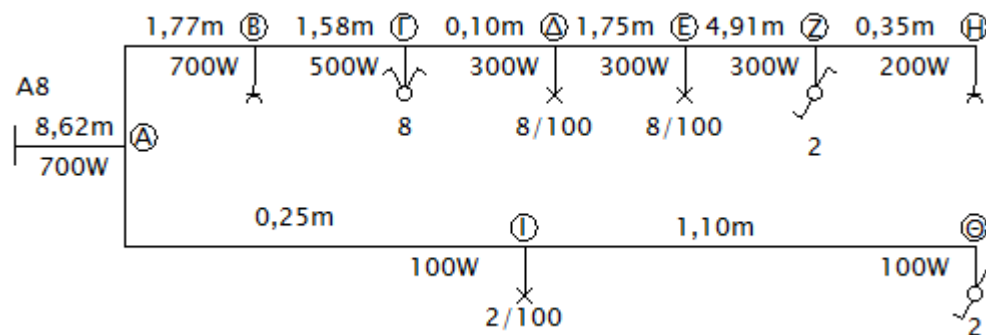 1,77m Β 1,58m Γ 0,10m Δ 1,75m Ε 4,91m Ζ 0,35m Η
700W 500W 300W 300W 300W 200W
A8
8 8/100 8/100 2
8,62m Α
700W
0,25m Ι 1,10m Θ
100W 100W
2/100 2